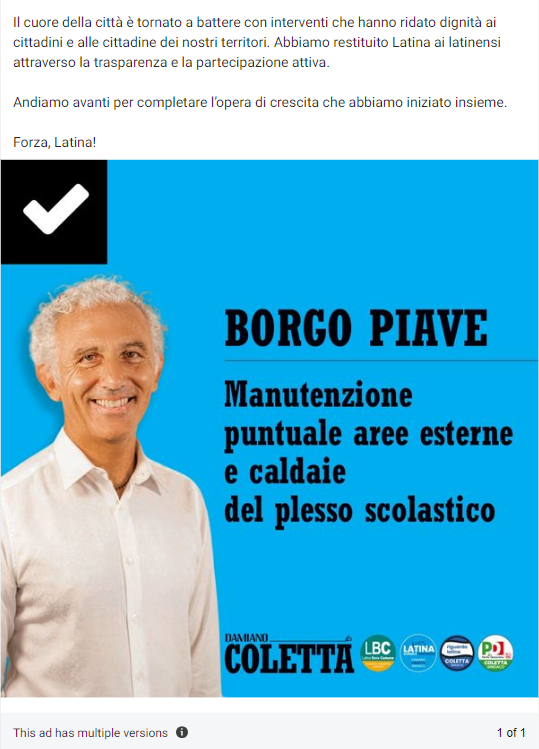 Il cuore della città è tornato a battere con interventi che hanno ridato dignità ai
cittadini e alle cittadine dei nostri territori. Abbiamo restituito Latina ai latinensi
attraverso la trasparenza e la partecipazione attiva.
Andiamo avanti per completare l'opera di crescita che abbiamo iniziato insieme.
Forza, Latina!
BORGO PIAVE
Manutenzione
puntuale aree esterne
e caldaie
del plesso scolastico
DAMIANO
COLETTA
LBC
LATINA
riguarda
latina
COLETTA
PD
COLETTA
SINDACO
This ad has multiple versions
1 of 1